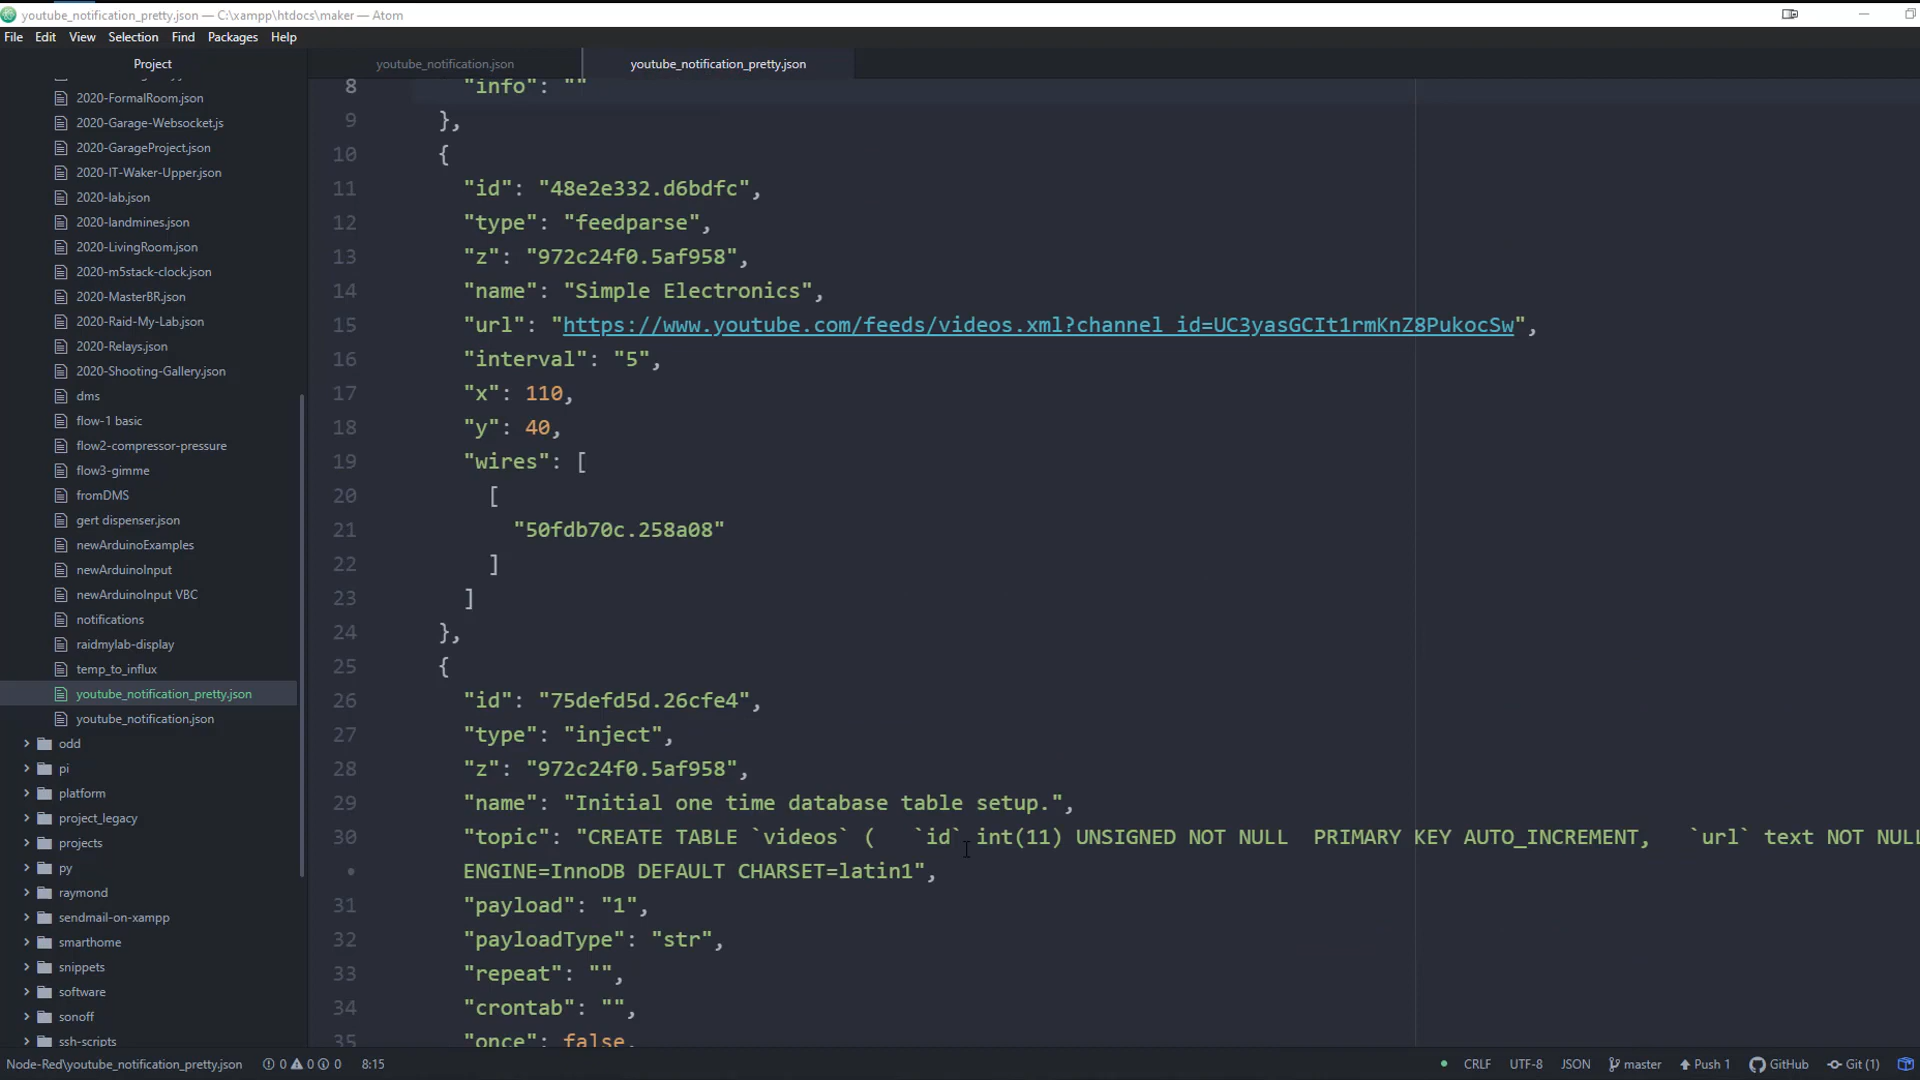 youtube_notification_pretty.json — C:\xampp\htdocs\maker — Atom
File Edit View Selection Find Packages Help
Project
youtube_notification.json
youtube_notification_pretty.json
2020-FormalRoom.json
2020-Garage-Websocket.js
2020-GarageProject.json
2020-IT-Waker-Upper.json
2020-lab.json
2020-landmines.json
2020-LivingRoom.json
2020-m5stack-clock.json
2020-MasterBR.json
2020-Raid-My-Lab.json
2020-Relays.json
2020-Shooting-Gallery.json
dms
flow-1 basic
flow2-compressor-pressure
flow3-gimme
fromDMS
gert dispenser.json
newArduinoExamples
newArduinoInput
newArduinoInput VBC
notifications
raidmylab-display
temp_to_influx
youtube_notification_pretty.json
youtube_notification.json
odd
pi
platform
project_legacy
projects
py
raymond
sendmail-on-xampp
smarthome
snippets
software
sonoff
ssh-scripts
8 "info": ""
9 },
10 {
11 "id": "48e2e332.d6bdfc",
12 "type": "feedparse",
13 "z": "972c24f0.5af958",
14 "name": "Simple Electronics",
15 "url": "https://www.youtube.com/feeds/videos.xml?channel_id=UC3yasGCIt1rmKnZ8PukocSw",
16 "interval": "5",
17 "x": 110,
18 "y": 40,
19 "wires": [
20 [
21 "50fdb70c.258a08"
22 ]
23 ]
24 },
25 {
26 "id": "75defd5d.26cfe4",
27 "type": "inject",
28 "z": "972c24f0.5af958",
29 "name": "Initial one time database table setup.",
30 "topic": "CREATE TABLE `videos` (   `id` int(11) UNSIGNED NOT NULL  PRIMARY KEY AUTO_INCREMENT,   `url` text NOT NULL
• ENGINE=InnoDB DEFAULT CHARSET=latin1",
31 "payload": "1",
32 "payloadType": "str",
33 "repeat": "",
34 "crontab": "",
35 "once": false,
Node-Red\youtube_notification_pretty.json 0 0 0 8:15 CRLF UTF-8 JSON master Push 1 GitHub Git (1)